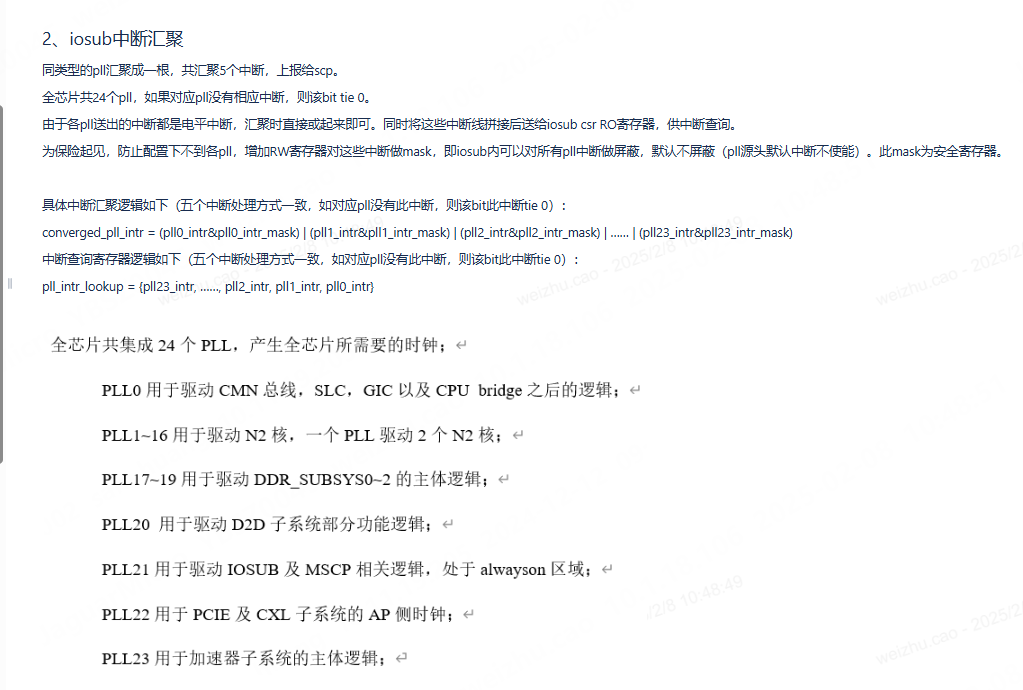 2、iosub中断汇聚
同类型的pll汇聚成一根，共汇聚5个中断，上报给scp。
全芯片共24个pll，如果对应pll没有相应中断，则该bit tie 0。
由于各pll送出的中断都是电平中断，汇聚时直接或起来即可。同时将这些中断线拼接后送给iosub csr RO寄存器，供中断查询。
为保险起见，防止配置下不到各pll，增加RW寄存器对这些中断做mask，即iosub内可以对所有pll中断做屏蔽，默认不屏蔽（pll源头默认中断不使能）。此mask为安全寄存器。
具体中断汇聚逻辑如下（五个中断处理方式一致，如对应pll没有此中断，则该bit此中断tie 0）：
converged_pll_intr = (pll0_intr&pll0_intr_mask) | (pll1_intr&pll1_intr_mask) | (pll2_intr&pll2_intr_mask) | ...... | (pll23_intr&pll23_intr_mask)
中断查询寄存器逻辑如下（五个中断处理方式一致，如对应pll没有此中断，则该bit此中断tie 0）：
pll_intr_lookup = {pll23_intr, ......, pll2_intr, pll1_intr, pll0_intr}
全芯片共集成 24 个 PLL，产生全芯片所需要的时钟；↵
PLL0 用于驱动 CMN 总线，SLC，GIC 以及 CPU bridge 之后的逻辑；↵
PLL1~16 用于驱动 N2 核，一个 PLL 驱动 2 个 N2 核；↵
PLL17~19 用于驱动 DDR_SUBSYS0~2 的主体逻辑；↵
PLL20 用于驱动 D2D 子系统部分功能逻辑；↵
PLL21 用于驱动 IOSUB 及 MSCP 相关逻辑，处于 alwayson 区域；↵
PLL22 用于 PCIE 及 CXL 子系统的 AP 侧时钟；↵
PLL23 用于加速器子系统的主体逻辑；↵
weizhu.cao - 2025/2/8 10:48:49